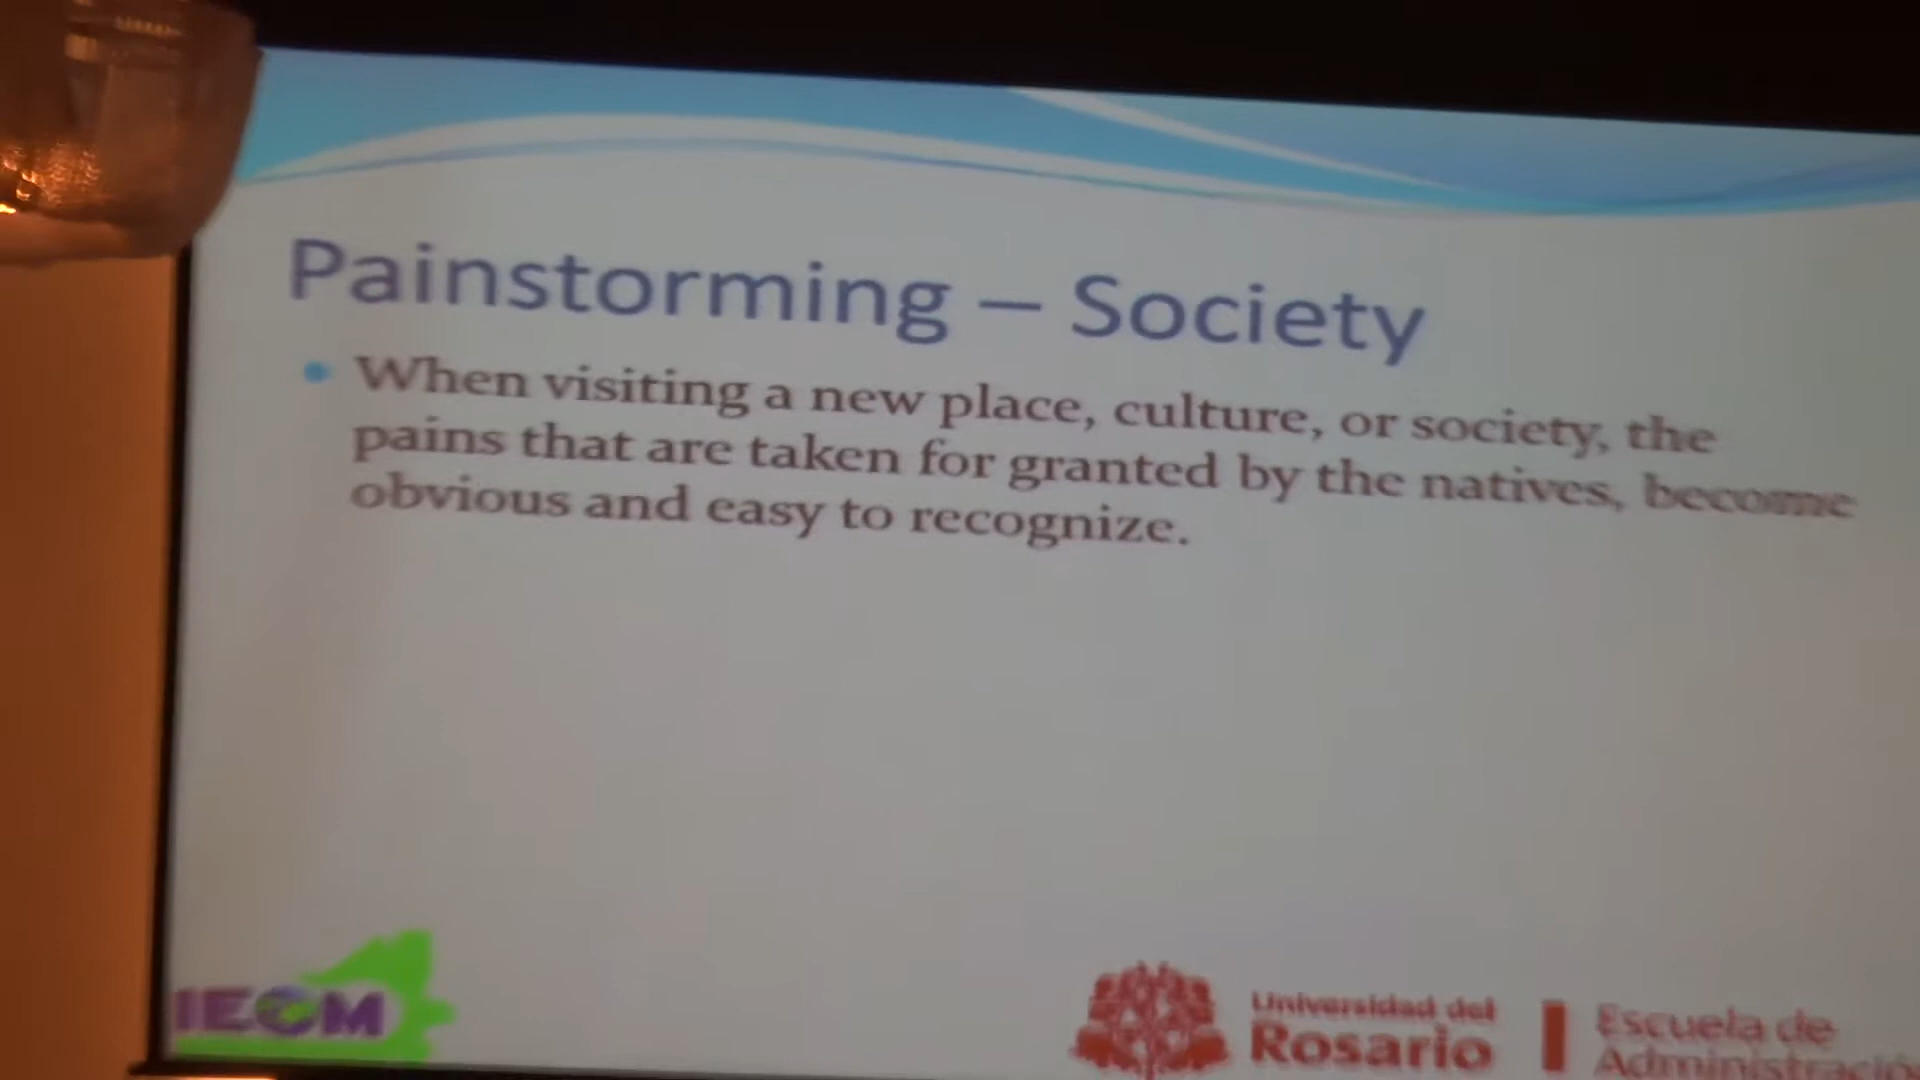 Painstorming – Society
• When visiting a new place, culture, or society, the
pains that are taken for granted by the natives, become
obvious and easy to recognize.
IEOM
Universidad del
Rosario
Escuela de